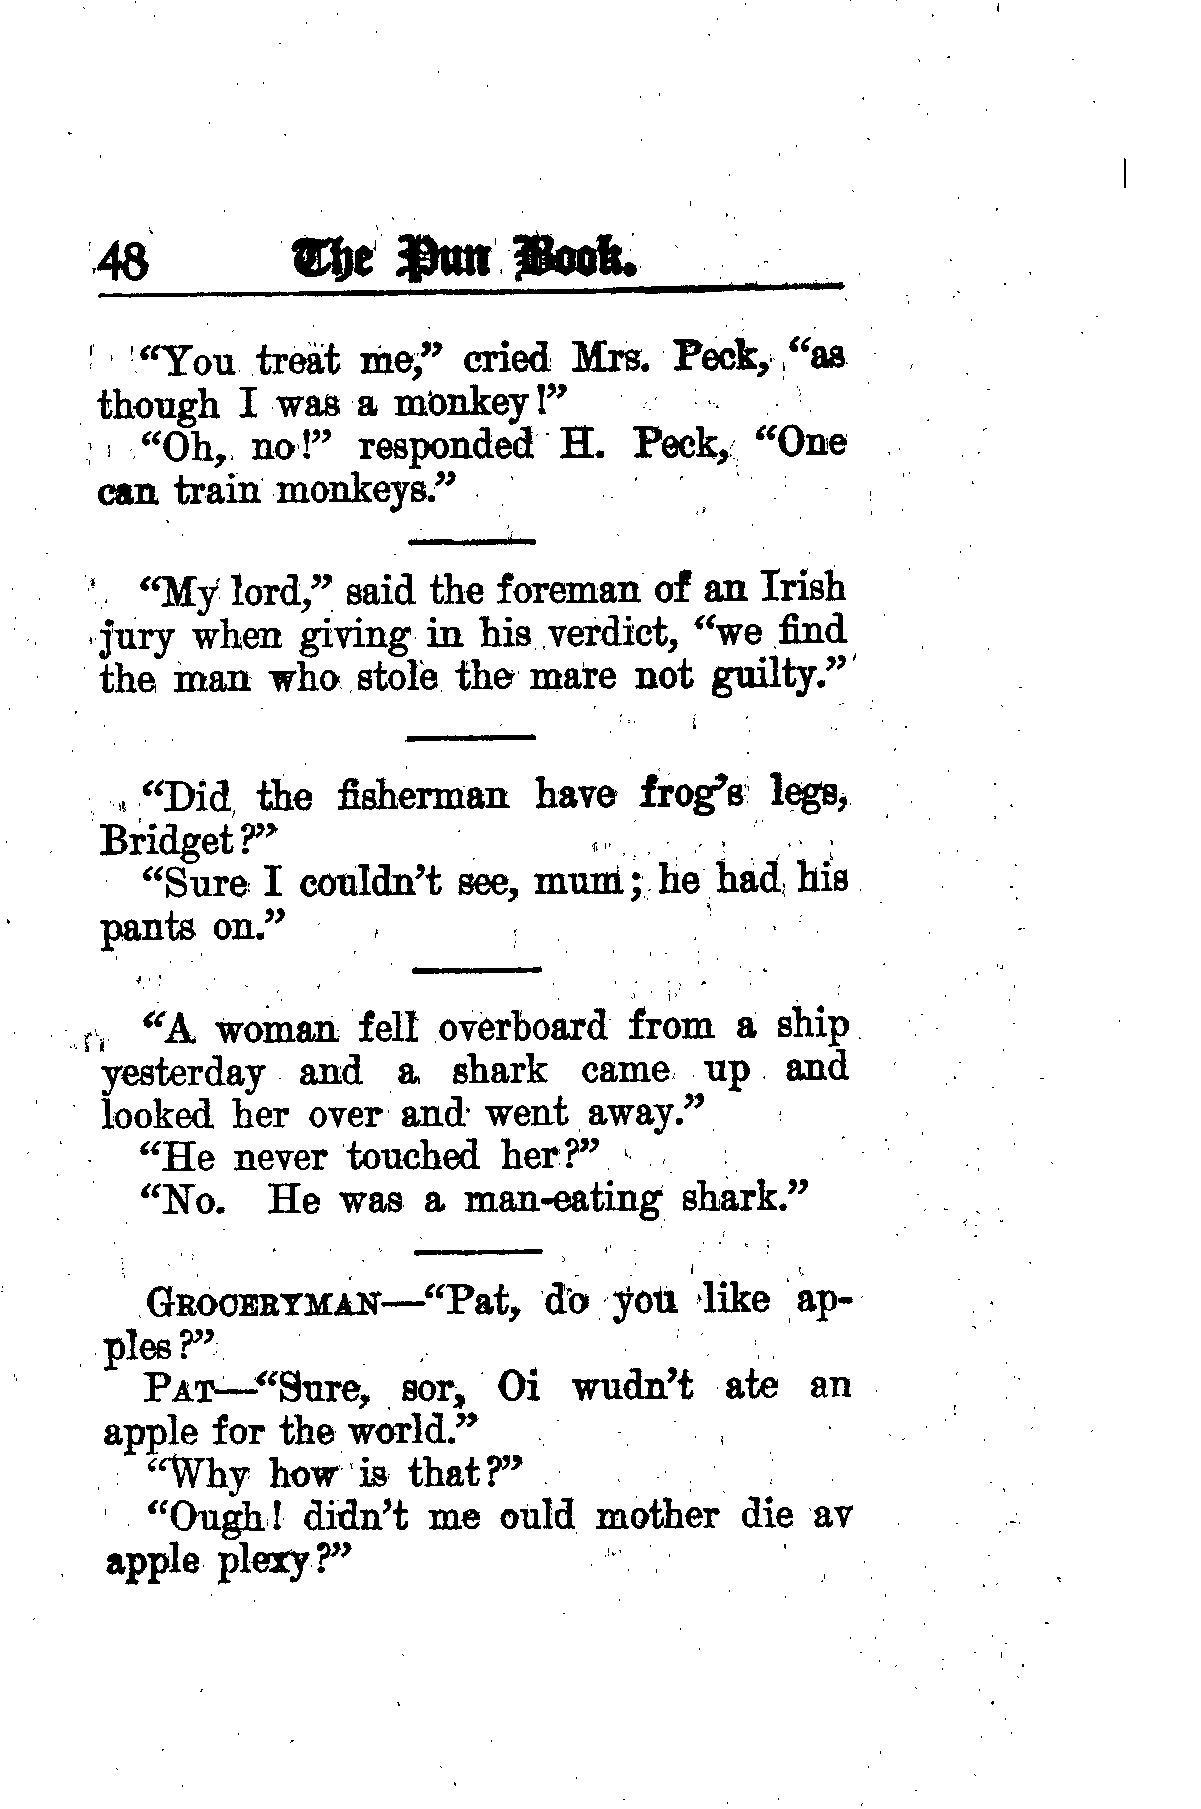 48 The Pun Book.
“You treat me,” cried Mrs. Peck, “as
though I was a monkey!”
“Oh, no!” responded H. Peck, “One
can train monkeys.”
“My lord,” said the foreman of an Irish
jury when giving in his verdict, “we find
the man who stole the mare not guilty.”
“Did the fisherman have frog’s legs,
Bridget?”
“Sure I couldn’t see, mum; he had his
pants on.”
“A woman fell overboard from a ship
yesterday and a shark came up and
looked her over and went away.”
“He never touched her?”
“No. He was a man-eating shark.”
GROCERYMAN—“Pat, do you like ap-
ples?”
PAT—“Sure, sor, Oi wudn’t ate an
apple for the world.”
“Why how is that?”
“Ough! didn’t me ould mother die av
apple plexy?”